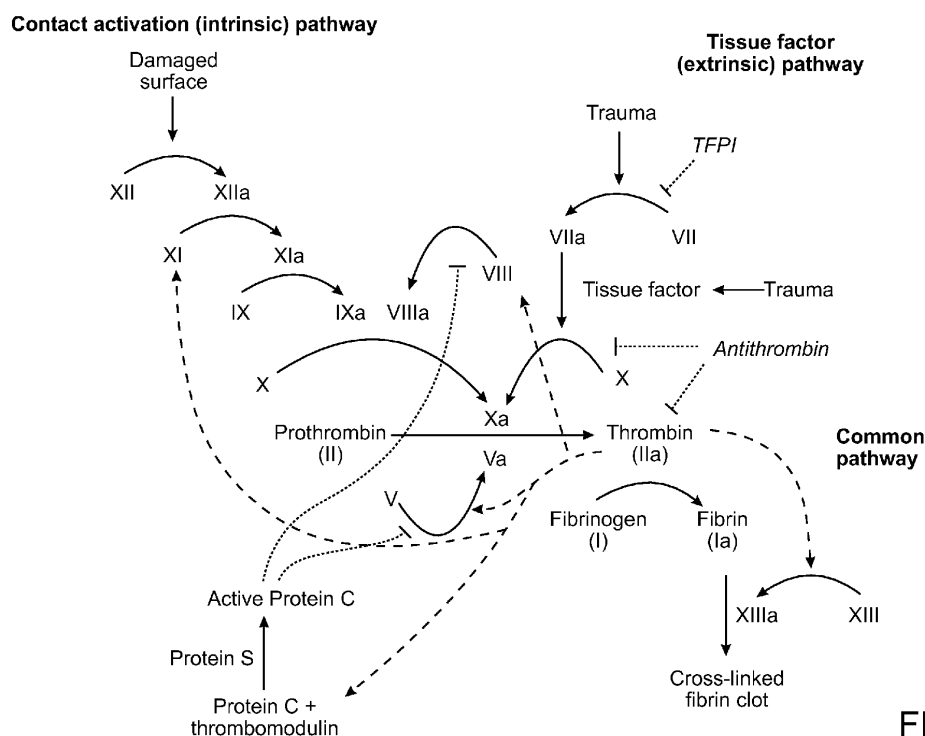 Contact activation (intrinsic) pathway
Damaged
surface
Tissue factor
(extrinsic) pathway
Trauma
TFPI
XII
XIIa
VIIa
VII
XI
XIa
VIII
Tissue factor
Trauma
IX
IXa
VIIIa
Antithrombin
X
X
Xa
Prothrombin
(II)
Thrombin
(IIa)
Common
pathway
Va
V
Fibrinogen
(I)
Fibrin
(Ia)
Active Protein C
XIIIa
XIII
Protein S
Cross-linked
fibrin clot
Protein C +
thrombomodulin